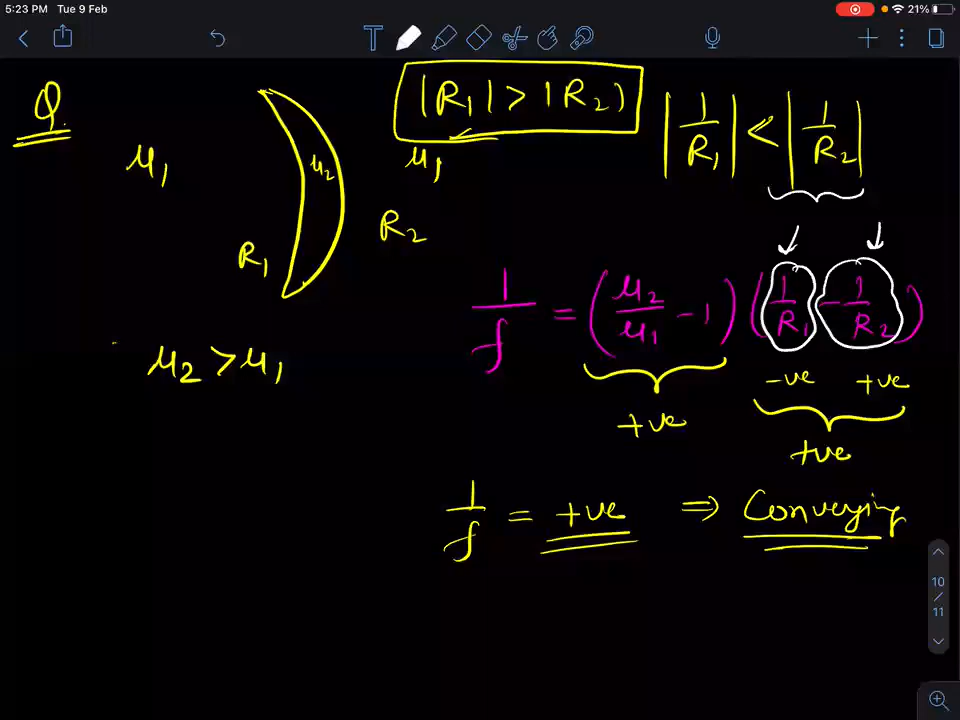 5:23 PM Tue 9 Feb
21%
T
Q.
|R₁| > |R₂)
|1/R₁| < |1/R₂|
μ₁
μ₂
μ₁
R₁
R₂
1/f = (μ₂/μ₁ - 1) (1/R₁ - 1/R₂)
μ₂ > μ₁
-ve +ve
+ve
+ve
1/f = +ve ⇒ Converying
10
/
11